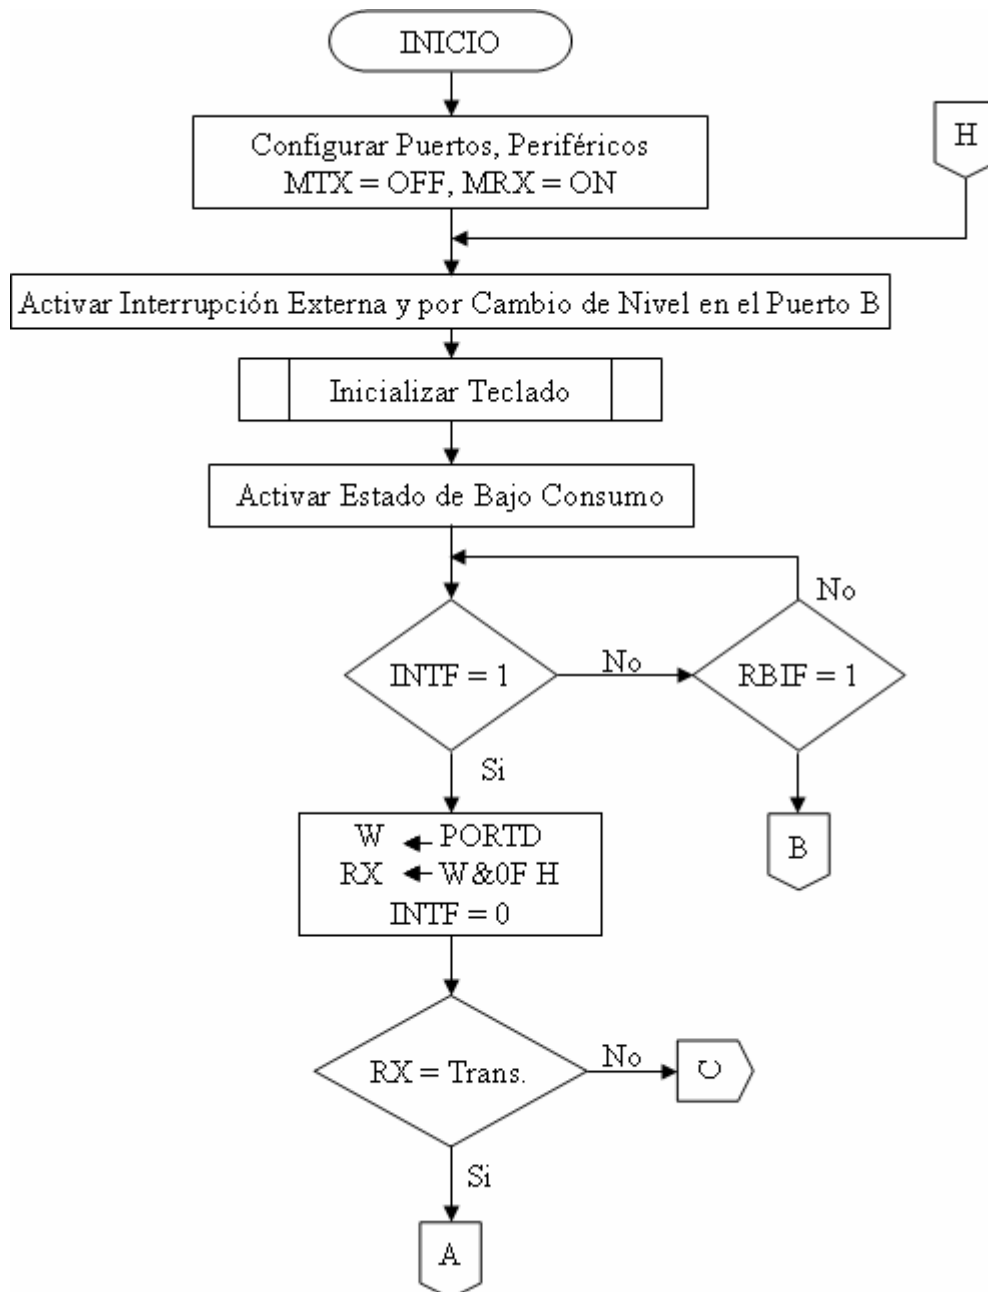 INICIO
Configurar Puertos, Periféricos
MTX = OFF, MRX = ON
H
Activar Interrupción Externa y por Cambio de Nivel en el Puerto B
Inicializar Teclado
Activar Estado de Bajo Consumo
No
INTF = 1
No
RBIF = 1
Si
W ← PORTD
RX ← W&0F H
INTF = 0
B
RX = Trans.
No
C
Si
A